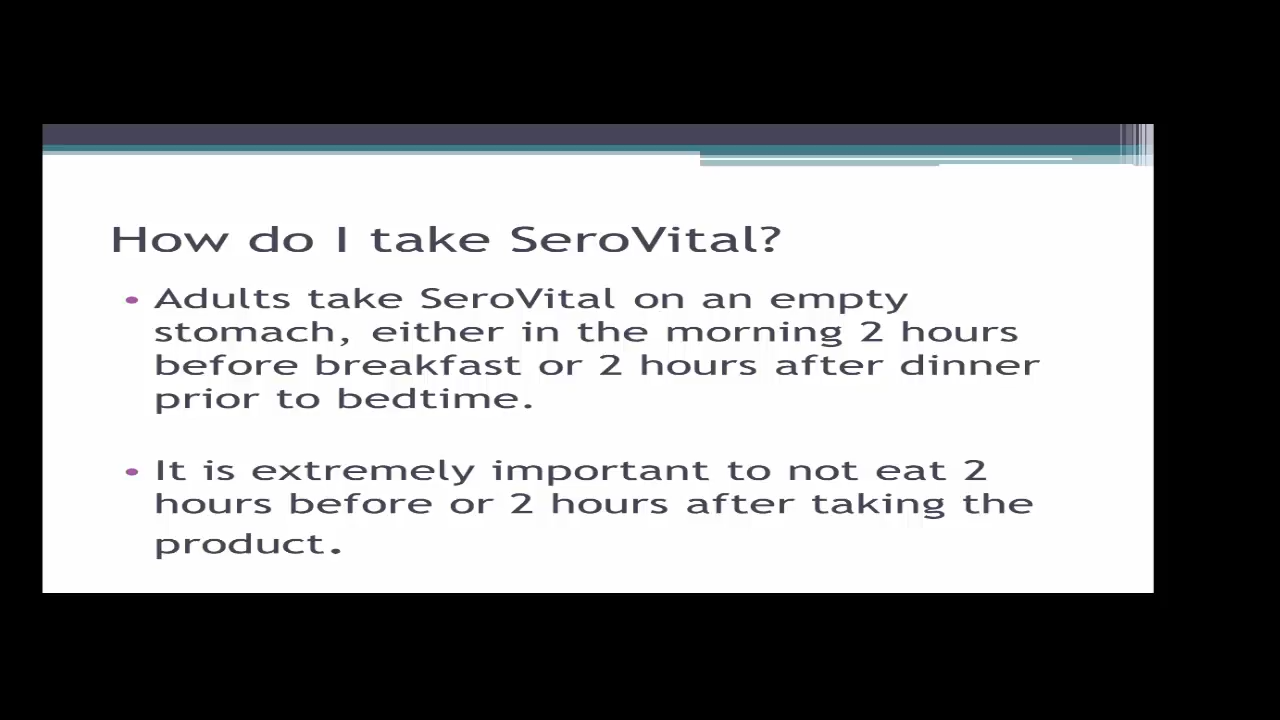 How do I take SeroVital?
• Adults take SeroVital on an empty
stomach, either in the morning 2 hours
before breakfast or 2 hours after dinner
prior to bedtime.
• It is extremely important to not eat 2
hours before or 2 hours after taking the
product.